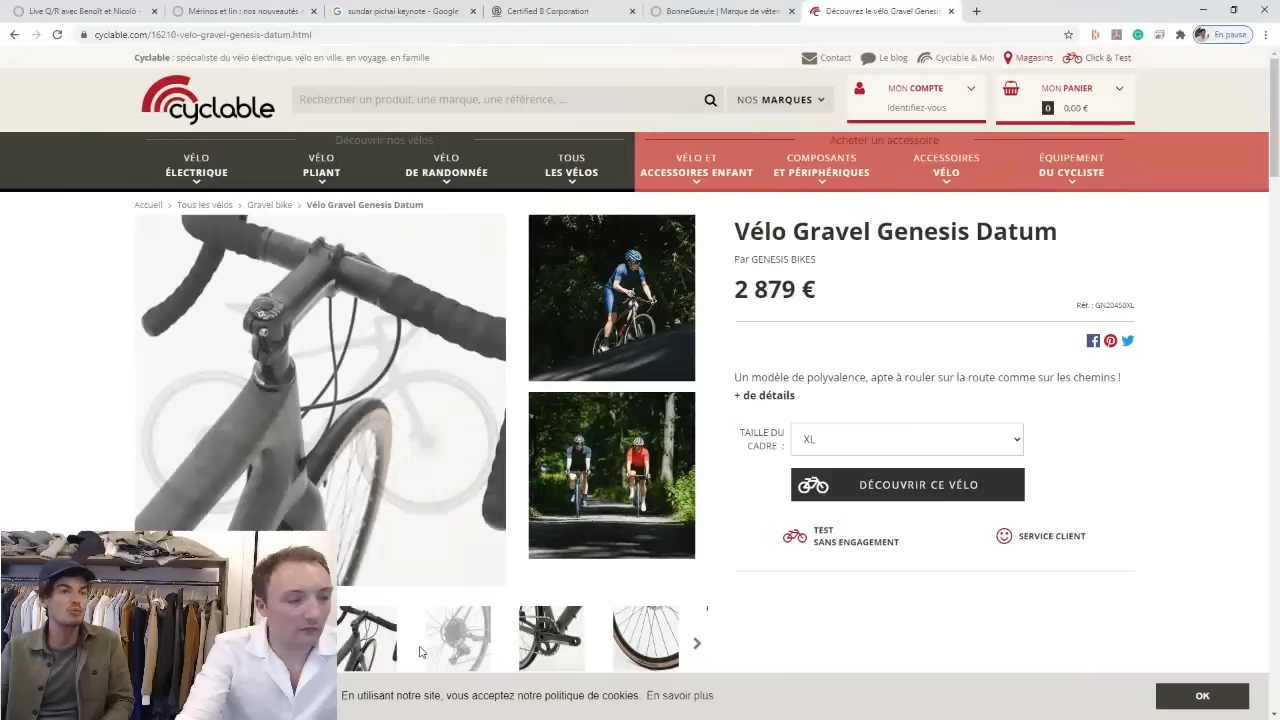 Live Q/A avec Benoît et Nicolò
Mérinos et lin | nos nouveautés
sundar pichai keynote - Google
Certified B Corporation
BonneGueule | Vêtements
Vélo Gravel Genesis Datum
cyclable.com/16210-velo-gravel-genesis-datum.html
En pause
Cyclable : spécialiste du vélo électrique, vélo en ville, en voyage, en famille
Contact Le blog Cyclable & Moi Magasins Click & Test
cyclable
Rechercher un produit, une marque, une référence, ...
NOS MARQUES
MON COMPTE
Identifiez-vous
MON PANIER
0 0,00 €
Découvrir nos vélos
Acheter un accessoire
VÉLO ÉLECTRIQUE
VÉLO PLIANT
VÉLO DE RANDONNÉE
TOUS LES VÉLOS
VÉLO ET ACCESSOIRES ENFANT
COMPOSANTS ET PÉRIPHÉRIQUES
ACCESSOIRES VÉLO
ÉQUIPEMENT DU CYCLISTE
Accueil > Tous les vélos > Gravel bike > Vélo Gravel Genesis Datum
Vélo Gravel Genesis Datum
Par GENESIS BIKES
2 879 €
Réf. : GN20450XL
Un modèle de polyvalence, apte à rouler sur la route comme sur les chemins !
+ de détails
TAILLE DU
CADRE :
XL
DÉCOUVRIR CE VÉLO
TEST
SANS ENGAGEMENT
SERVICE CLIENT
En utilisant notre site, vous acceptez notre politique de cookies. En savoir plus
OK